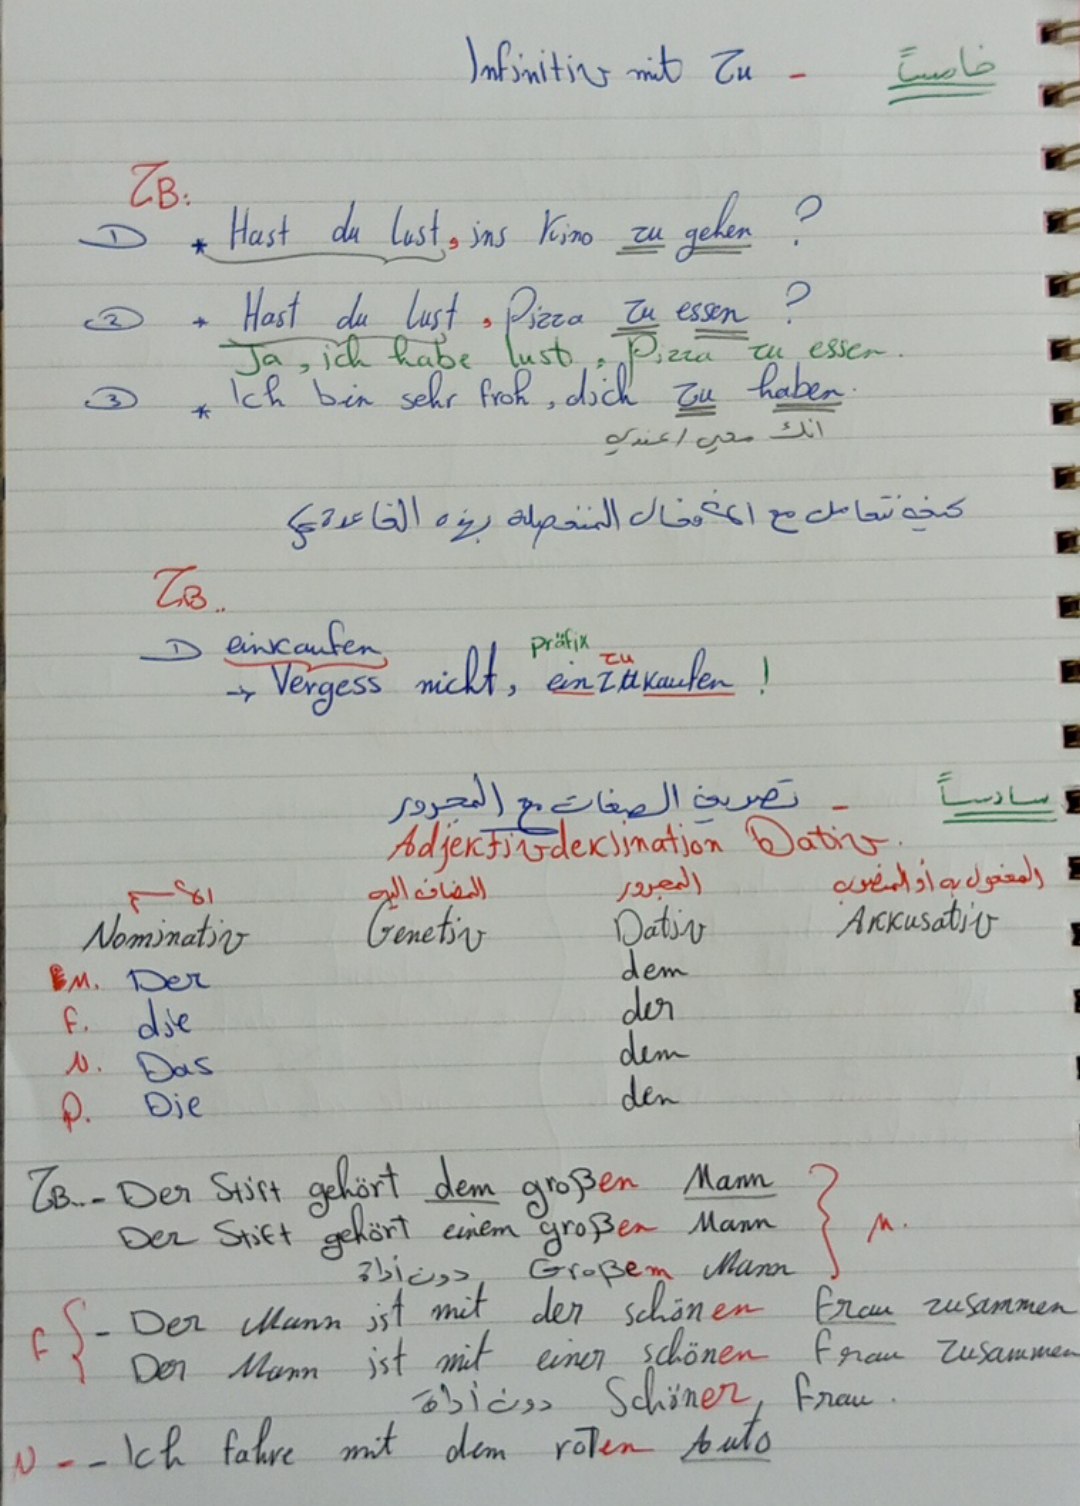 خامساً - Infinitiv mit Zu
ZB:
① * Hast du lust, ins Kino zu gehen ?
② * Hast du lust, Pizza Zu essen ?
Ja, ich habe lust, Pizza zu essen.
③ * Ich bin sehr froh, dich Zu haben.
انك معي / عندي
كيف نتعامل مع الأفعال المنفصلة بهذه القاعدة؟
ZB..
① einkaufen
präfix zu
→ Vergess nicht, einzukaufen !
سادساً - تصريف الصفات مع المجرور
Adjektivdeklination Dativ.
المضاف اليه المجرور المفعول به أو المنصوب
Nominativ Genetiv Dativ Akkusativ
M. Der dem
F. die der
N. Das dem
P. Die den
ZB.. - Der Stift gehört dem großen Mann
Der Stift gehört einem großen Mann M.
دون أداة Großem Mann
F - Der Mann ist mit der schönen Frau zusammen
Der Mann ist mit einer schönen Frau Zusammen
دون أداة Schöner, Frau.
N - - Ich fahre mit dem roten Auto